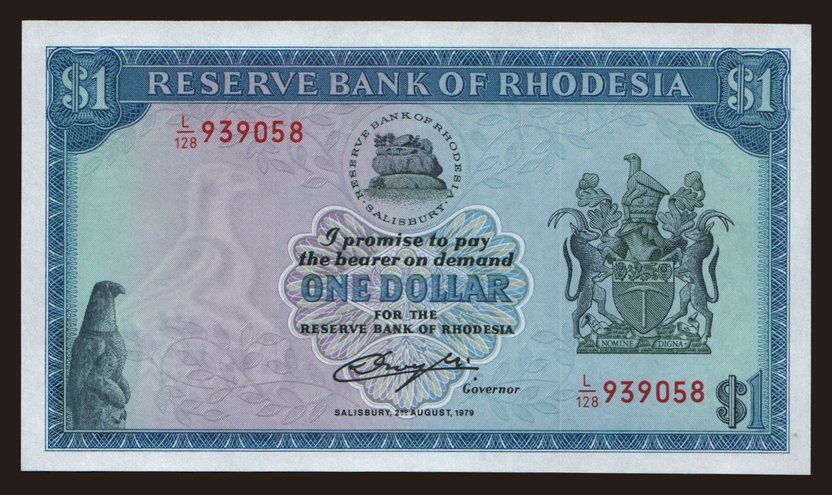 $1 RESERVE BANK OF RHODESIA $1
L/128 939058
RESERVE BANK OF RHODESIA
SALISBURY
I promise to pay
the bearer on demand
ONE DOLLAR
FOR THE
RESERVE BANK OF RHODESIA
Governor
SALISBURY, 2ND AUGUST, 1979
NOMINE DIGNA
L/128 939058 $1